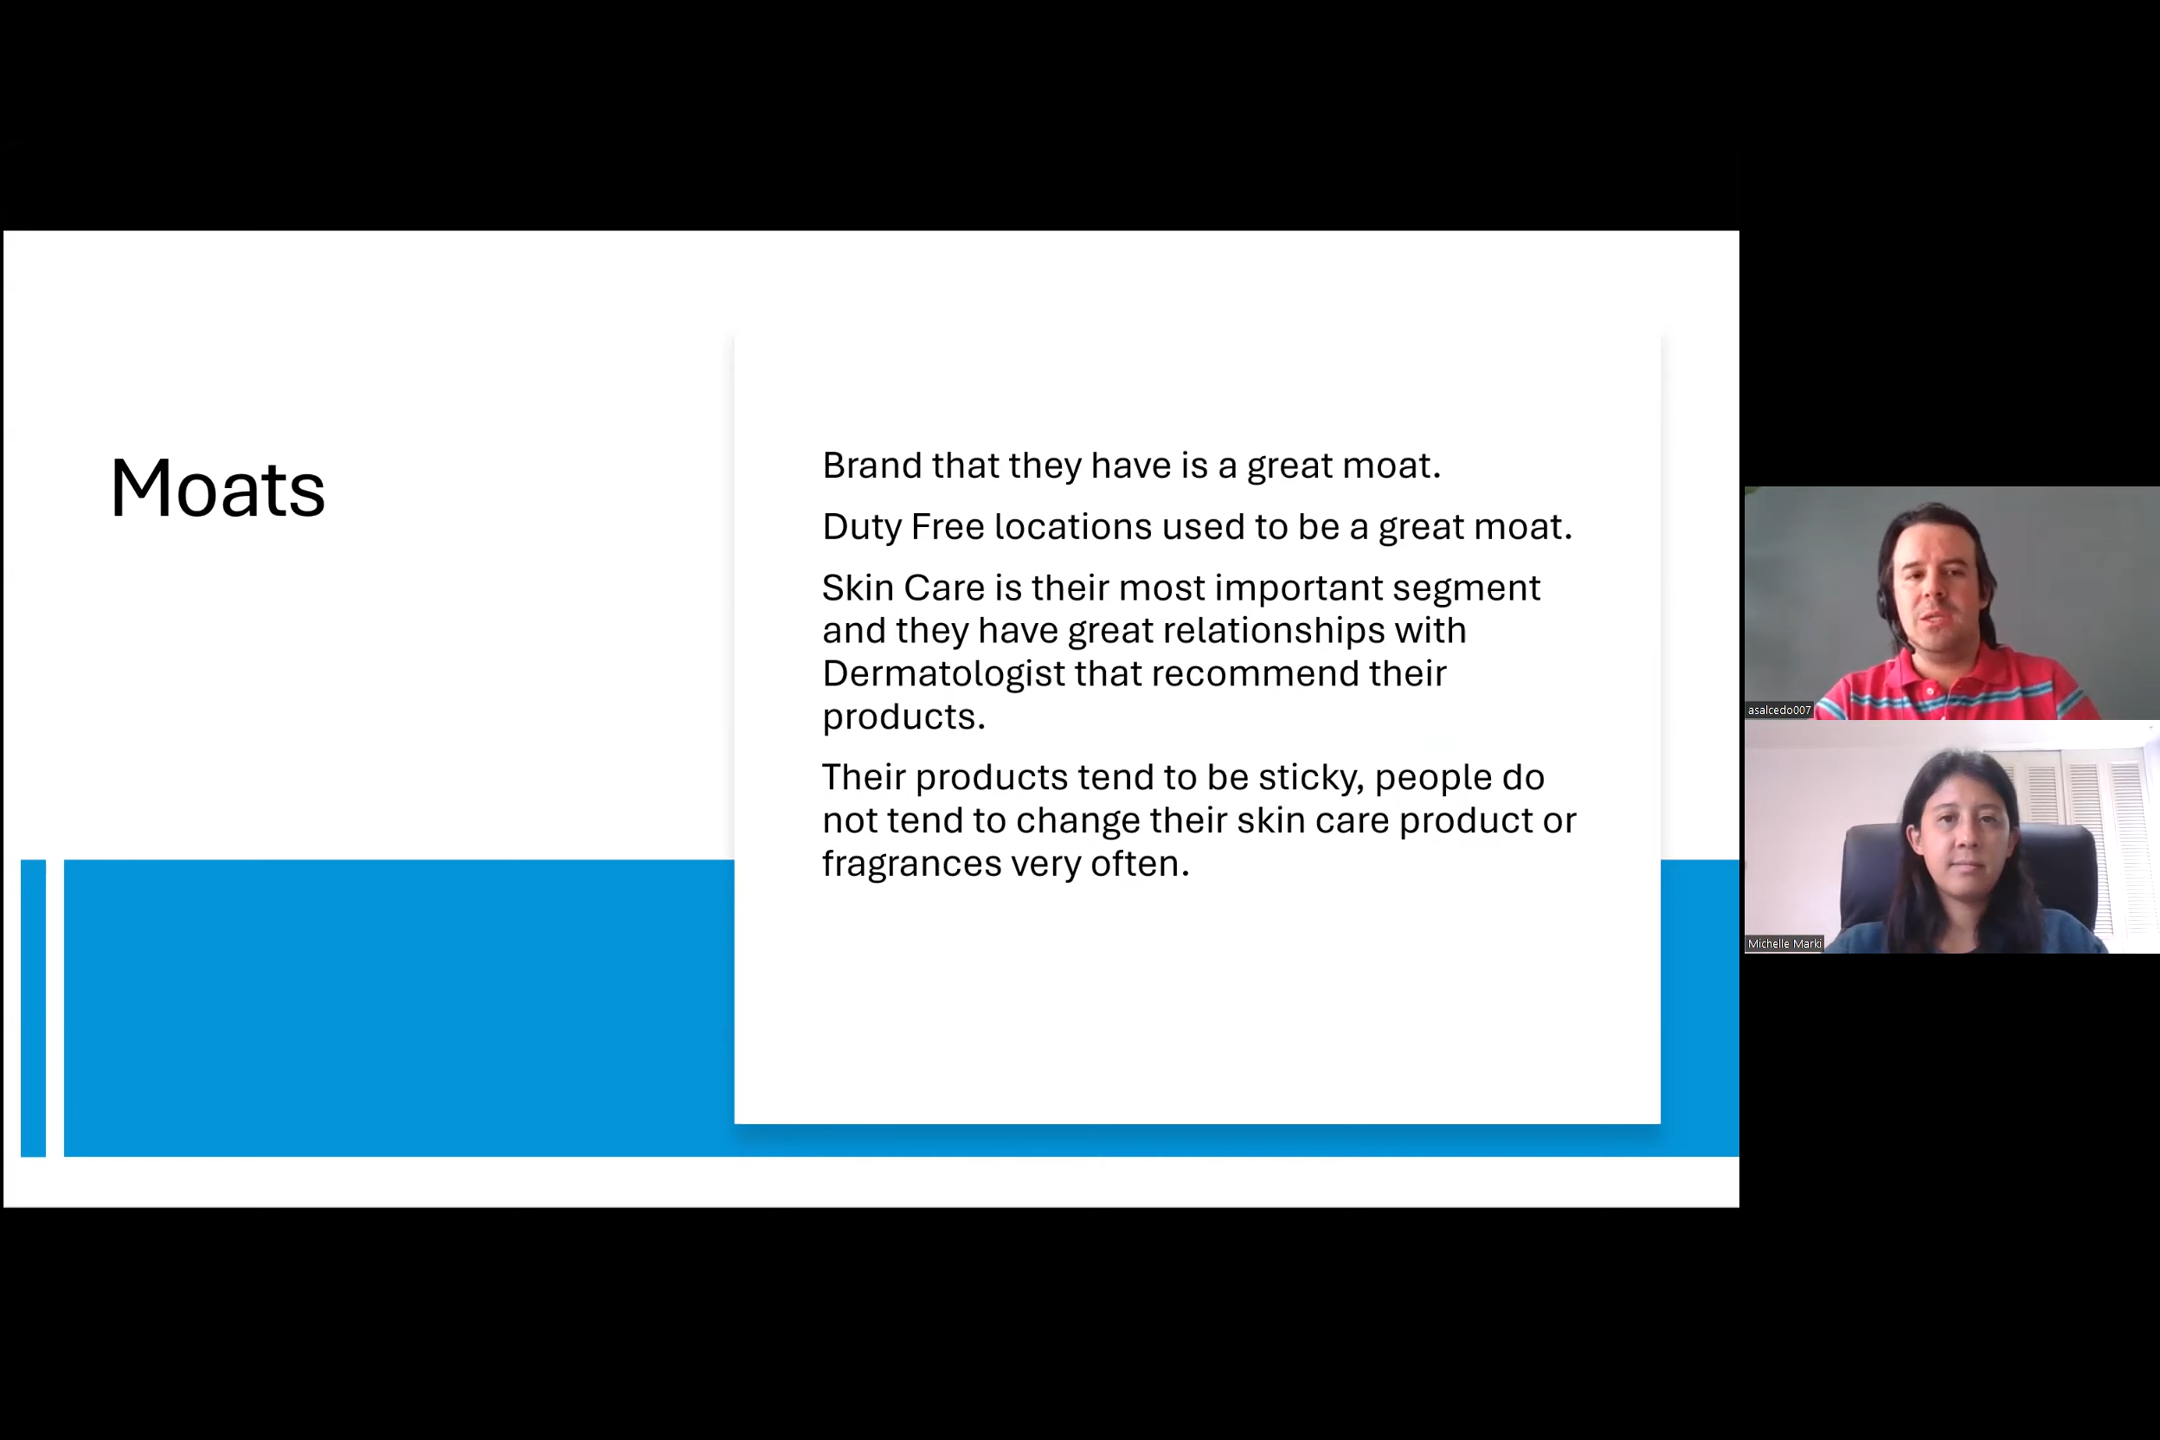 Moats
Brand that they have is a great moat.
Duty Free locations used to be a great moat.
Skin Care is their most important segment
and they have great relationships with
Dermatologist that recommend their
products.
Their products tend to be sticky, people do
not tend to change their skin care product or
fragrances very often.
asalcedo007
Michelle Marki